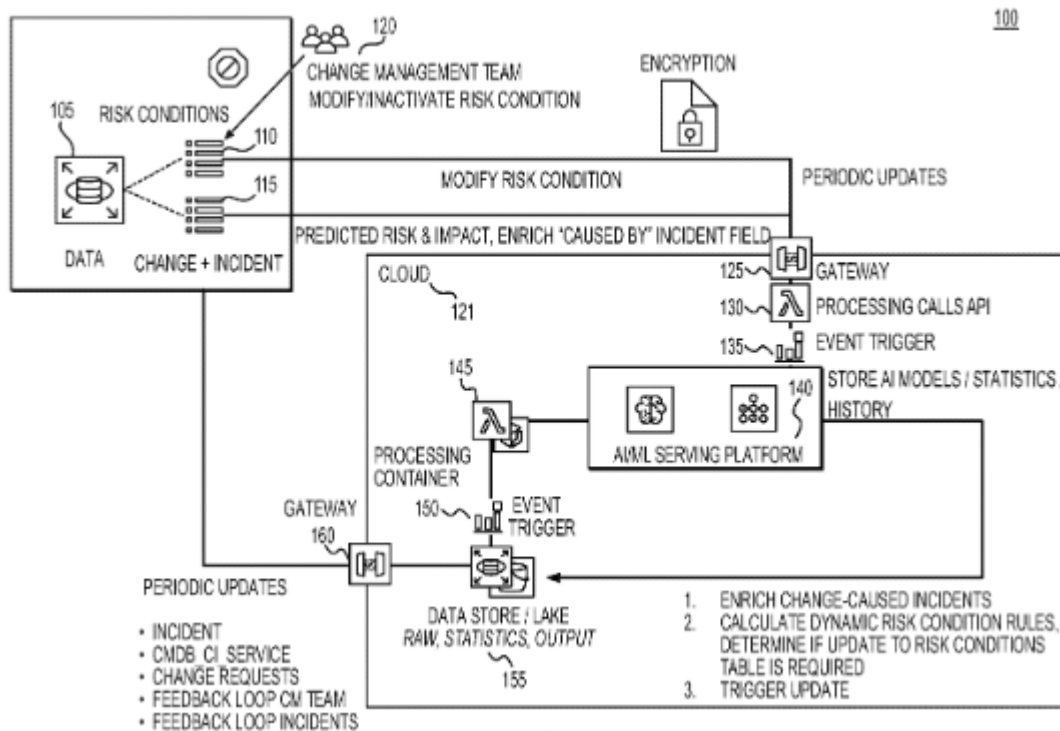 100
120
CHANGE MANAGEMENT TEAM
MODIFY/INACTIVATE RISK CONDITION
ENCRYPTION
105
RISK CONDITIONS
110
115
MODIFY RISK CONDITION
PERIODIC UPDATES
PREDICTED RISK & IMPACT, ENRICH "CAUSED BY" INCIDENT FIELD
DATA
CHANGE + INCIDENT
CLOUD
121
125
GATEWAY
130
PROCESSING CALLS API
135
EVENT TRIGGER
STORE AI MODELS / STATISTICS /
HISTORY
140
AI/ML SERVING PLATFORM
145
PROCESSING
CONTAINER
150
EVENT
TRIGGER
GATEWAY
160
DATA STORE / LAKE
RAW, STATISTICS, OUTPUT
155
PERIODIC UPDATES
• INCIDENT
• CMDB_CI_SERVICE
• CHANGE REQUESTS
• FEEDBACK LOOP CM TEAM
• FEEDBACK LOOP INCIDENTS
1. ENRICH CHANGE-CAUSED INCIDENTS
2. CALCULATE DYNAMIC RISK CONDITION RULES,
DETERMINE IF UPDATE TO RISK CONDITIONS
TABLE IS REQUIRED
3. TRIGGER UPDATE